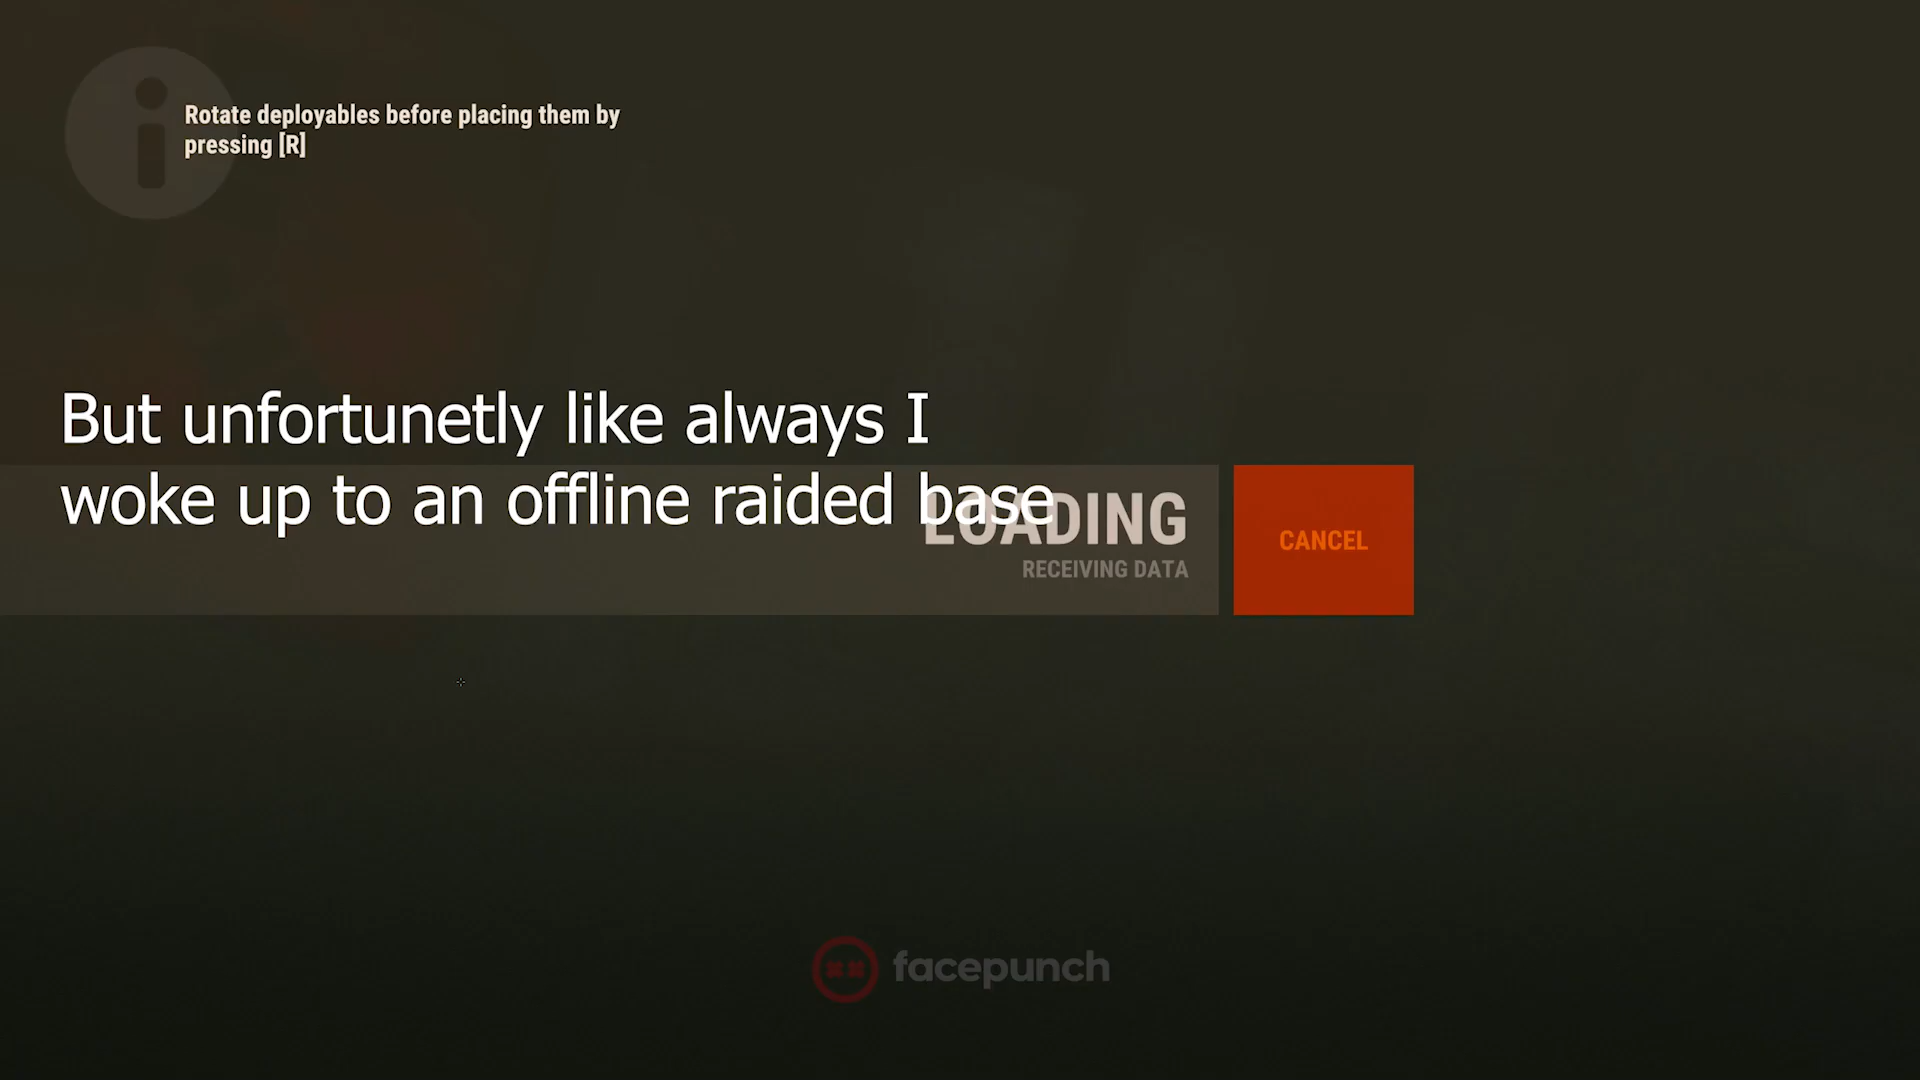 Rotate deployables before placing them by
pressing [R]
But unfortunetly like always I
woke up to an offline raided base
LOADING
RECEIVING DATA
CANCEL
facepunch